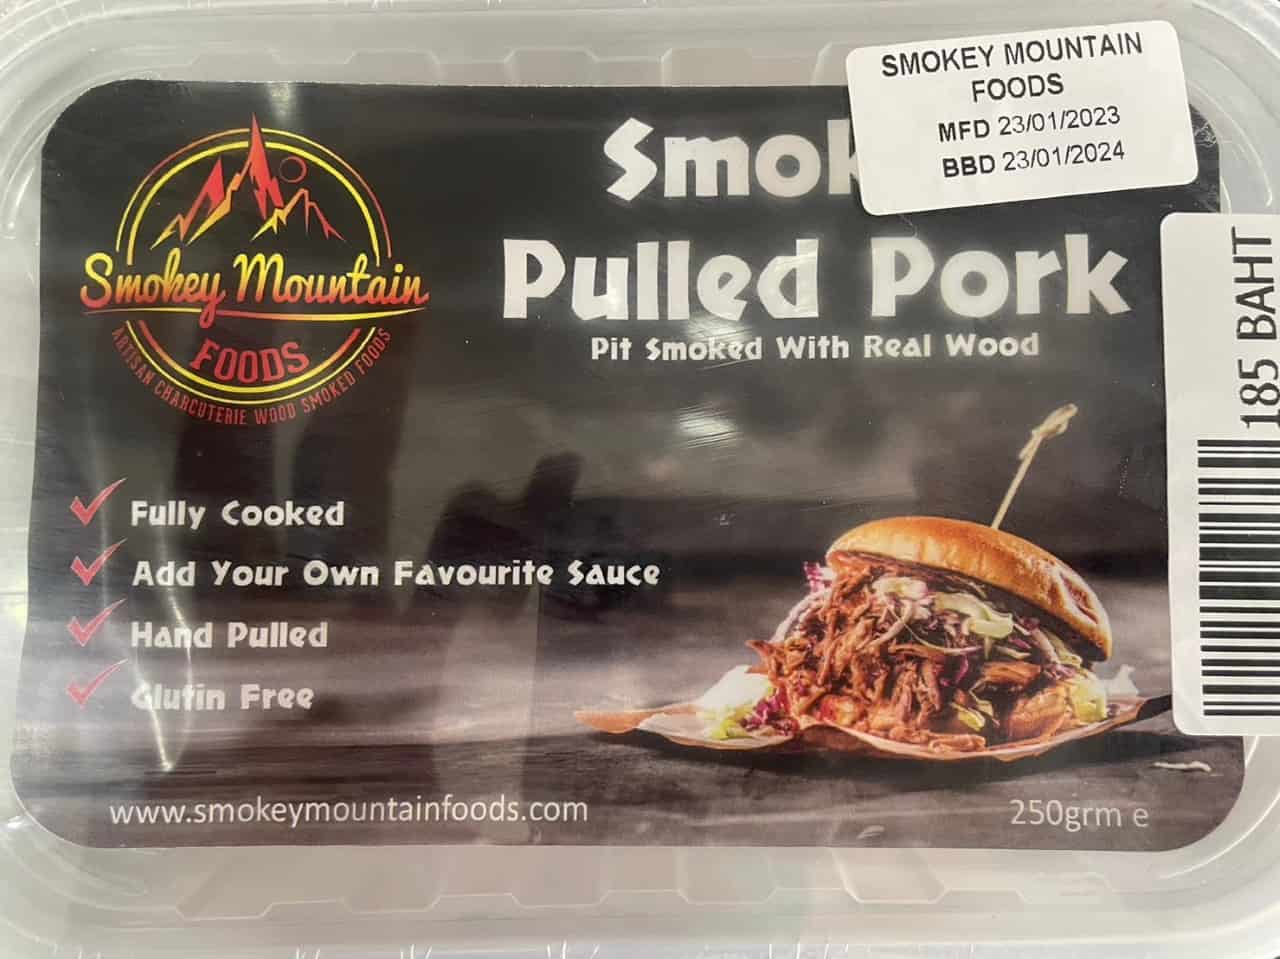 SMOKEY MOUNTAIN
FOODS
MFD 23/01/2023
BBD 23/01/2024
185 BAHT
Smokey Mountain
FOODS
ARTISAN CHARCUTERIE WOOD SMOKED FOODS
Smok
Pulled Pork
Pit Smoked With Real Wood
Fully Cooked
Add Your Own Favourite Sauce
Hand Pulled
Glutin Free
www.smokeymountainfoods.com
250grm e